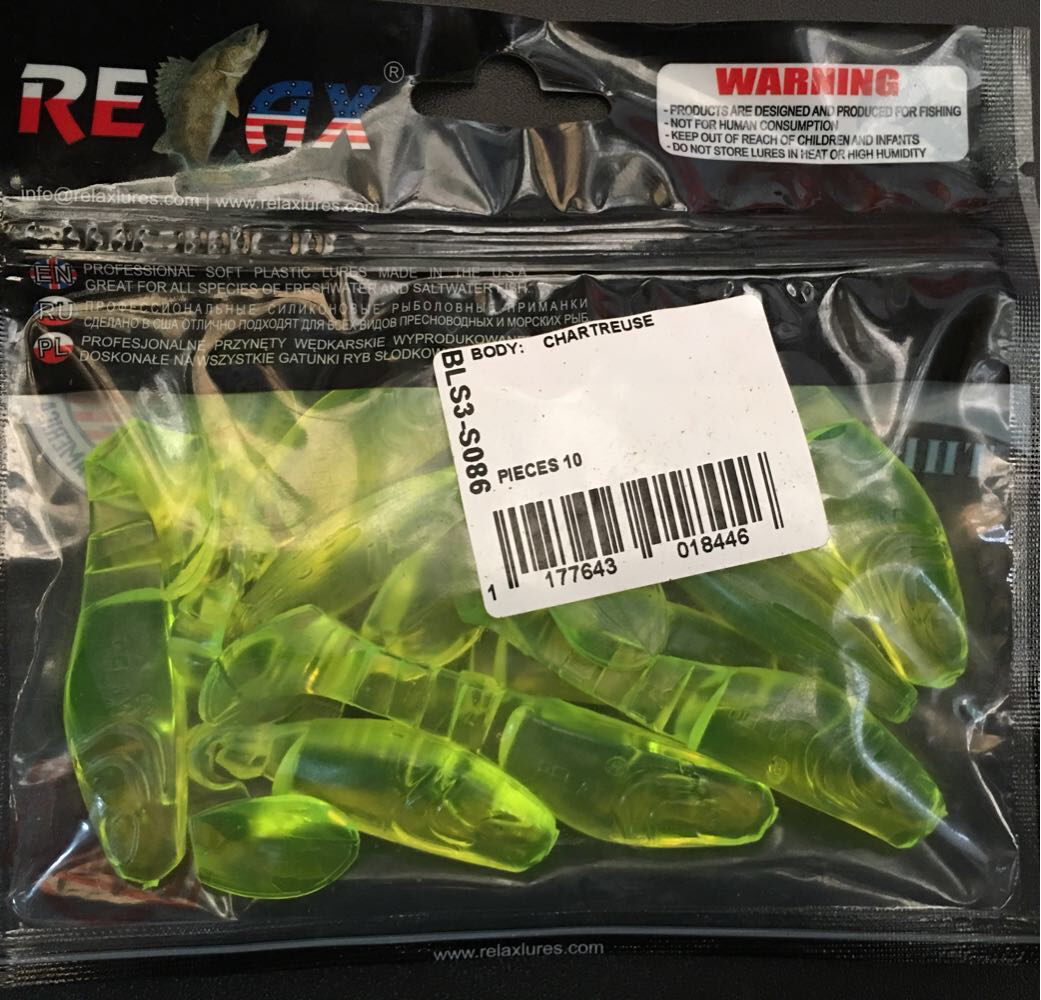 RELAX ®
WARNING
- PRODUCTS ARE DESIGNED AND PRODUCED FOR FISHING
- NOT FOR HUMAN CONSUMPTION
- KEEP OUT OF REACH OF CHILDREN AND INFANTS
- DO NOT STORE LURES IN HEAT OR HIGH HUMIDITY
info@relaxlures.com | www.relaxlures.com
EN PROFESSIONAL SOFT PLASTIC LURES MADE IN THE U.S.A
GREAT FOR ALL SPECIES OF FRESHWATER AND SALTWATER FISH.
RU ПРОФЕССИОНАЛЬНЫЕ СИЛИКОНОВЫЕ РЫБОЛОВНЫЕ ПРИМАНКИ
СДЕЛАНО В США ОТЛИЧНО ПОДХОДЯТ ДЛЯ ВСЕХ ВИДОВ ПРЕСНОВОДНЫХ И МОРСКИХ РЫБ
PL PROFESJONALNE PRZYNĘTY WĘDKARSKIE WYPRODUKOWAN
DOSKONAŁE NA WSZYSTKIE GATUNKI RYB SŁODKOW
BODY: CHARTREUSE
BLS3-S086
PIECES 10
1 177643 018446
www.relaxlures.com